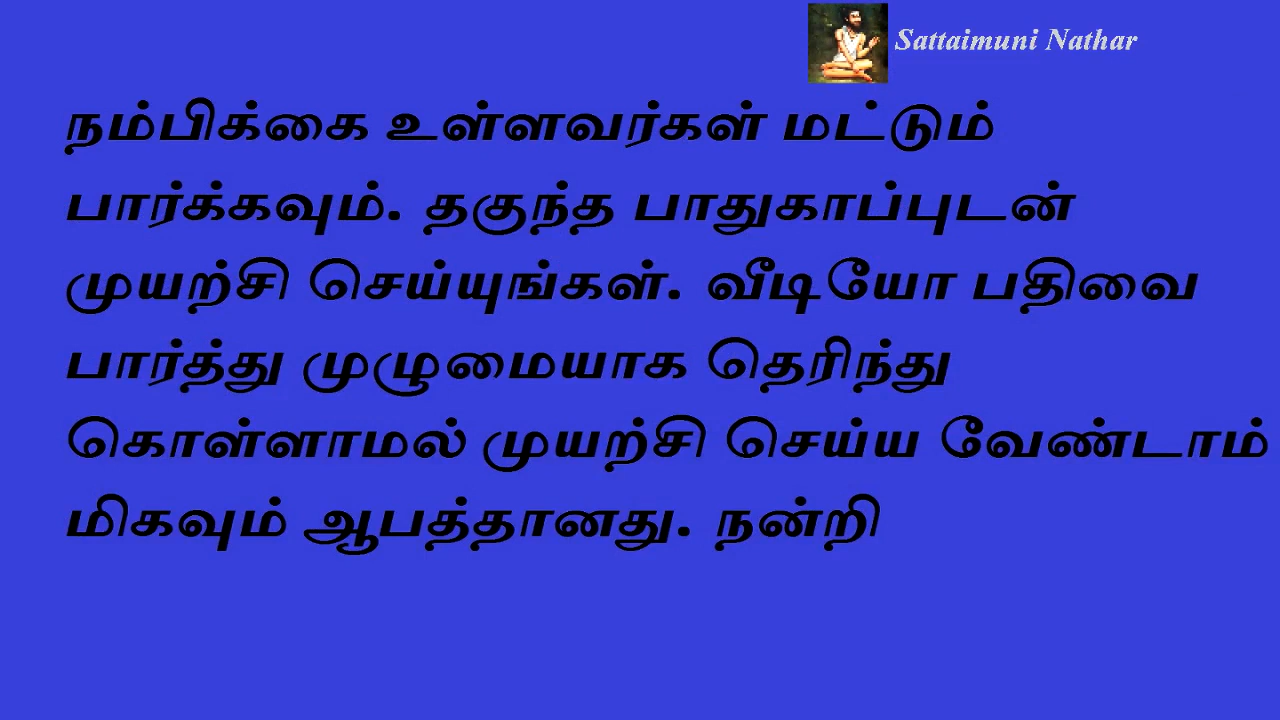 Sattaimuni Nathar
நம்பிக்கை உள்ளவர்கள் மட்டும்
பார்க்கவும். தகுந்த பாதுகாப்புடன்
முயற்சி செய்யுங்கள். வீடியோ பதிவை
பார்த்து முழுமையாக தெரிந்து
கொள்ளாமல் முயற்சி செய்ய வேண்டாம்
மிகவும் ஆபத்தானது. நன்றி